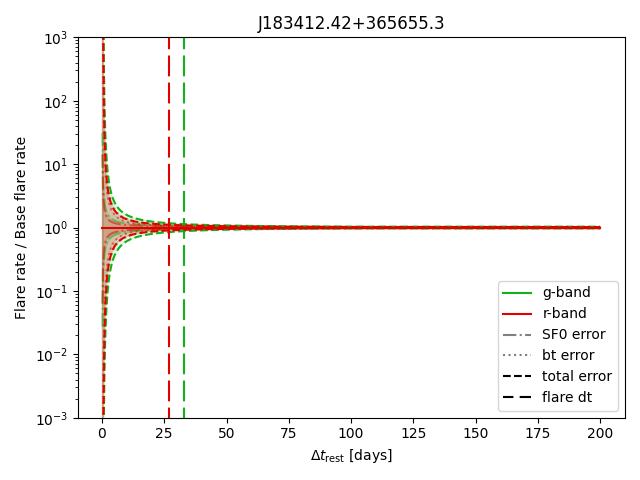 J183412.42+365655.3
Flare rate / Base flare rate
10³
10²
10¹
10⁰
10⁻¹
10⁻²
10⁻³
g-band
r-band
SF0 error
bt error
total error
flare dt
0 25 50 75 100 125 150 175 200
Δt_rest [days]